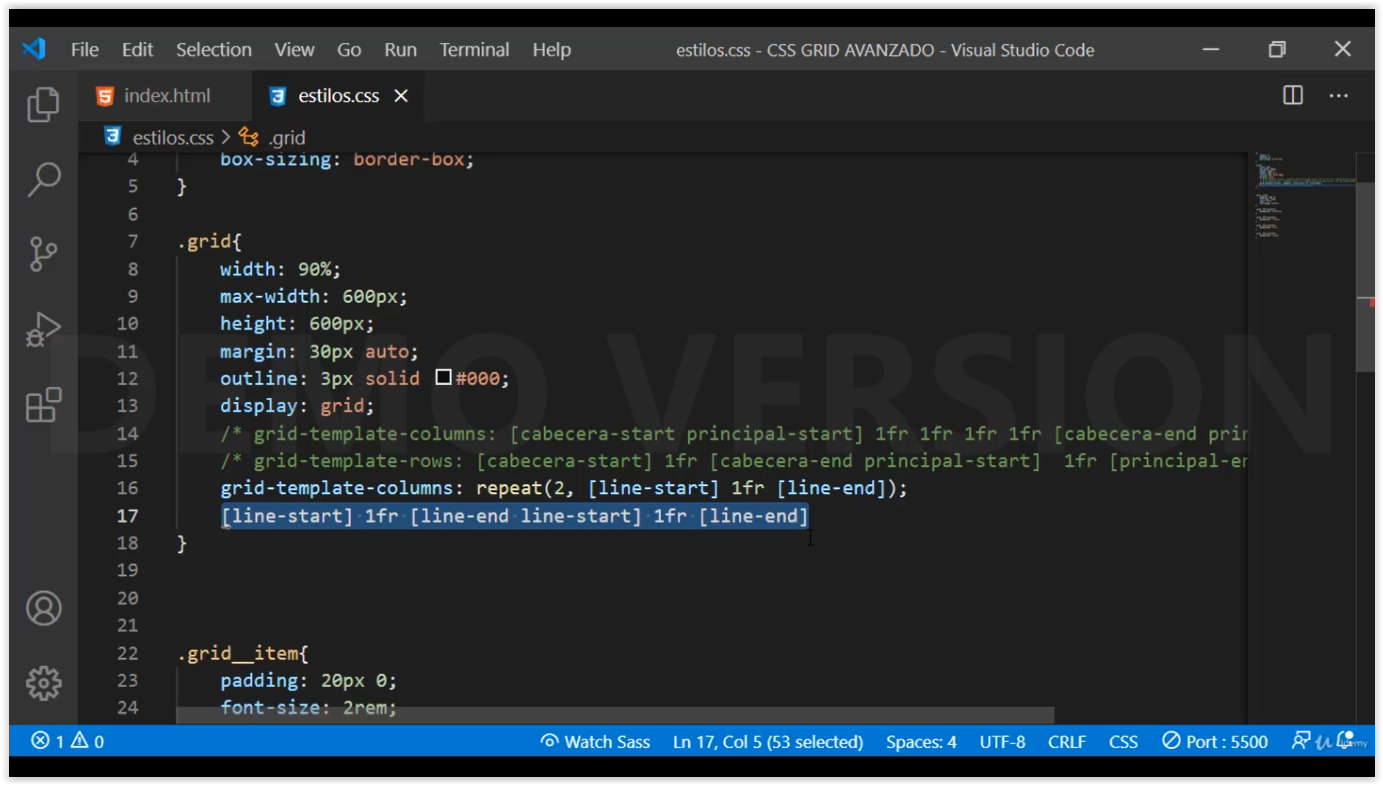 File Edit Selection View Go Run Terminal Help estilos.css - CSS GRID AVANZADO - Visual Studio Code
index.html estilos.css
estilos.css > .grid
4 box-sizing: border-box;
5 }
6
7 .grid{
8 width: 90%;
9 max-width: 600px;
10 height: 600px;
11 margin: 30px auto;
12 outline: 3px solid #000;
13 display: grid;
14 /* grid-template-columns: [cabecera-start principal-start] 1fr 1fr 1fr 1fr [cabecera-end prin
15 /* grid-template-rows: [cabecera-start] 1fr [cabecera-end principal-start]  1fr [principal-en
16 grid-template-columns: repeat(2, [line-start] 1fr [line-end]);
17 [line-start] 1fr [line-end line-start] 1fr [line-end]
18 }
19
20
21
22 .grid__item{
23 padding: 20px 0;
24 font-size: 2rem;
DEMO VERSION
1 0 Watch Sass Ln 17, Col 5 (53 selected) Spaces: 4 UTF-8 CRLF CSS Port : 5500